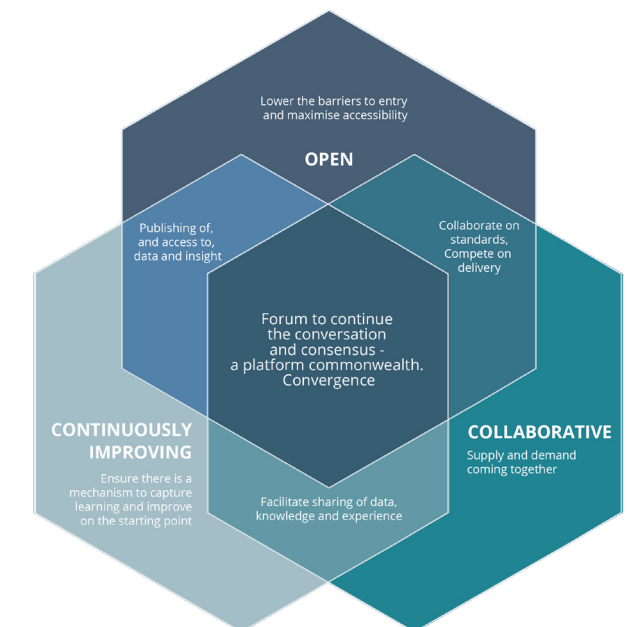 Lower the barriers to entry
and maximise accessibility
OPEN
Publishing of,
and access to,
data and insight
Collaborate on
standards,
Compete on
delivery
Forum to continue
the conversation
and consensus -
a platform commonwealth.
Convergence
CONTINUOUSLY
IMPROVING
Ensure there is a
mechanism to capture
learning and improve
on the starting point
COLLABORATIVE
Supply and demand
coming together
Facilitate sharing of data,
knowledge and experience